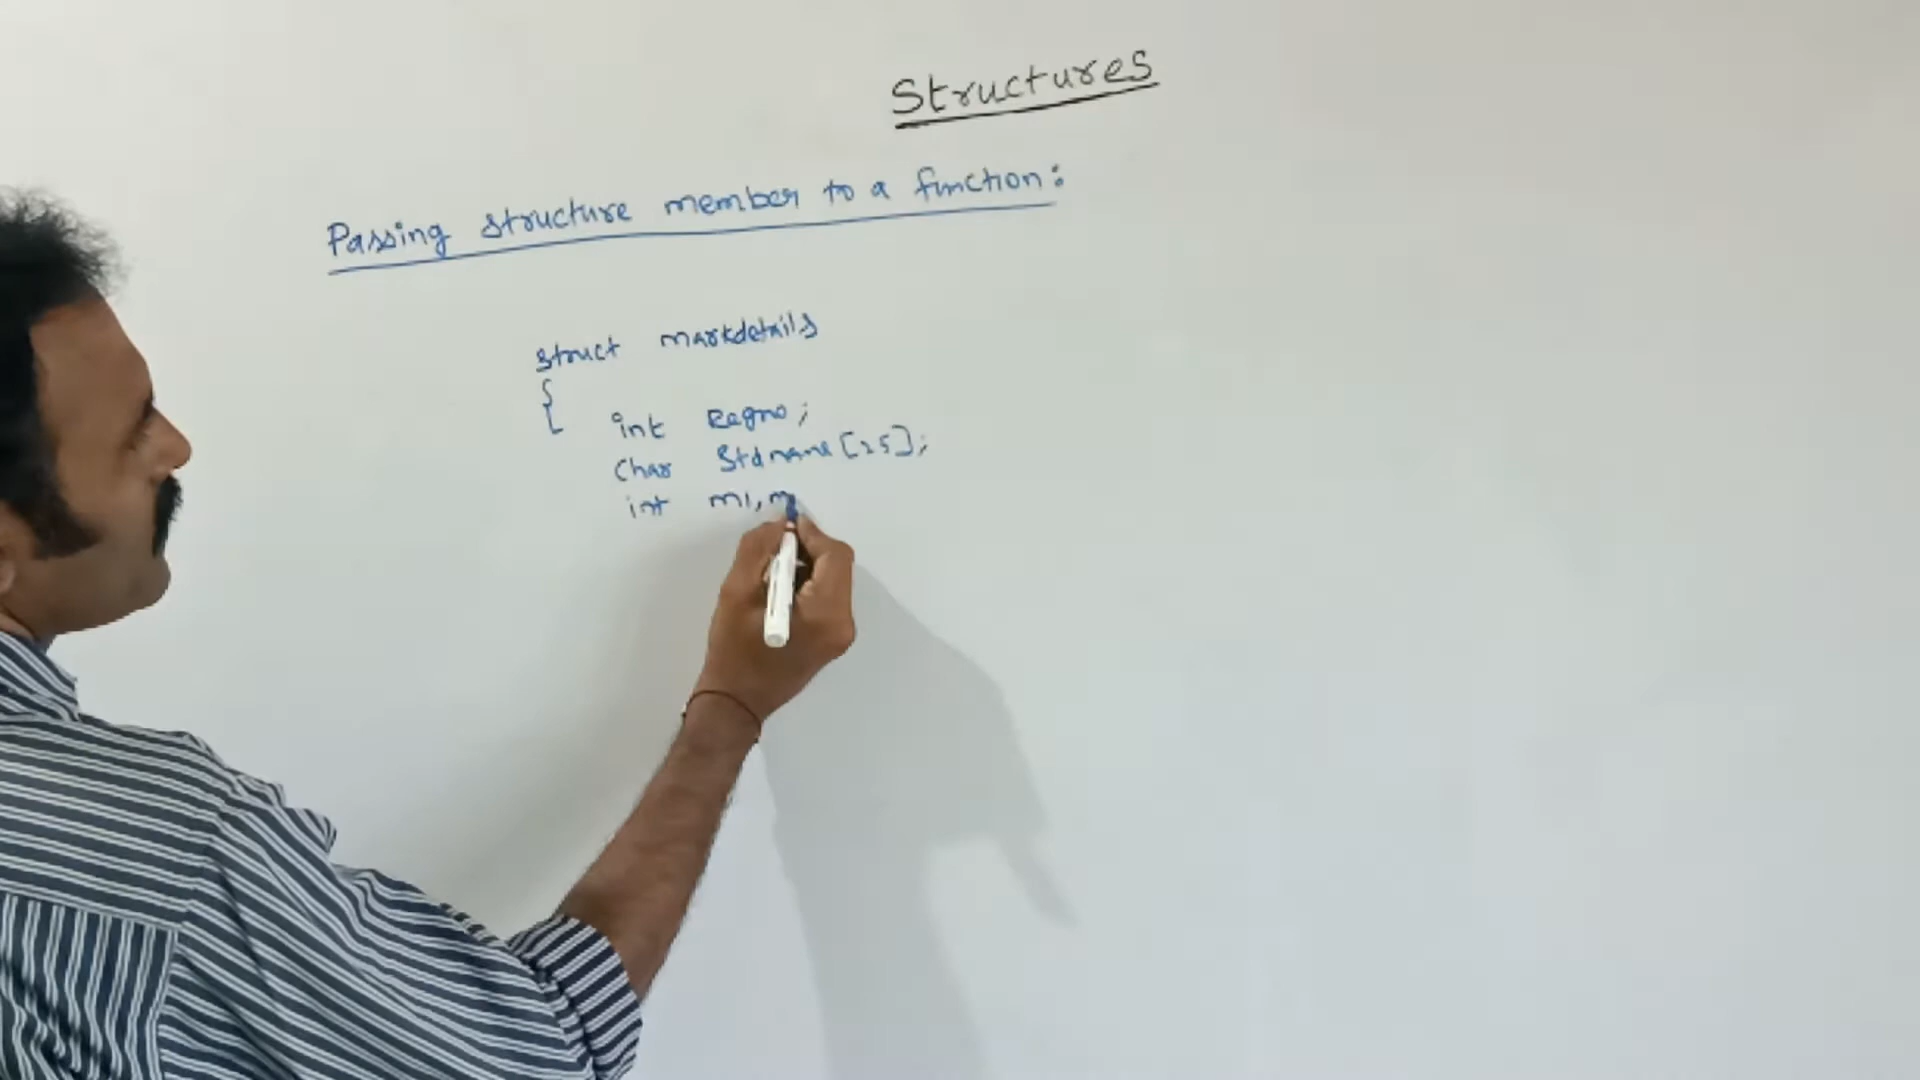 Structures
Passing structure member to a function:
struct markdetails
{
int Regno;
char Stdname[25];
int m1,m